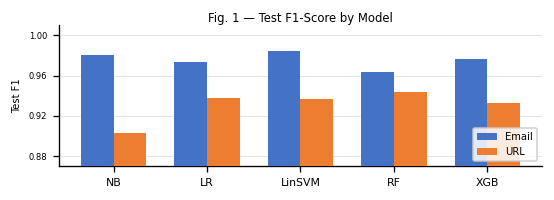 Fig. 1 — Test F1-Score by Model
Test F1
1.00
0.96
0.92
0.88
NB LR LinSVM RF XGB
Email
URL